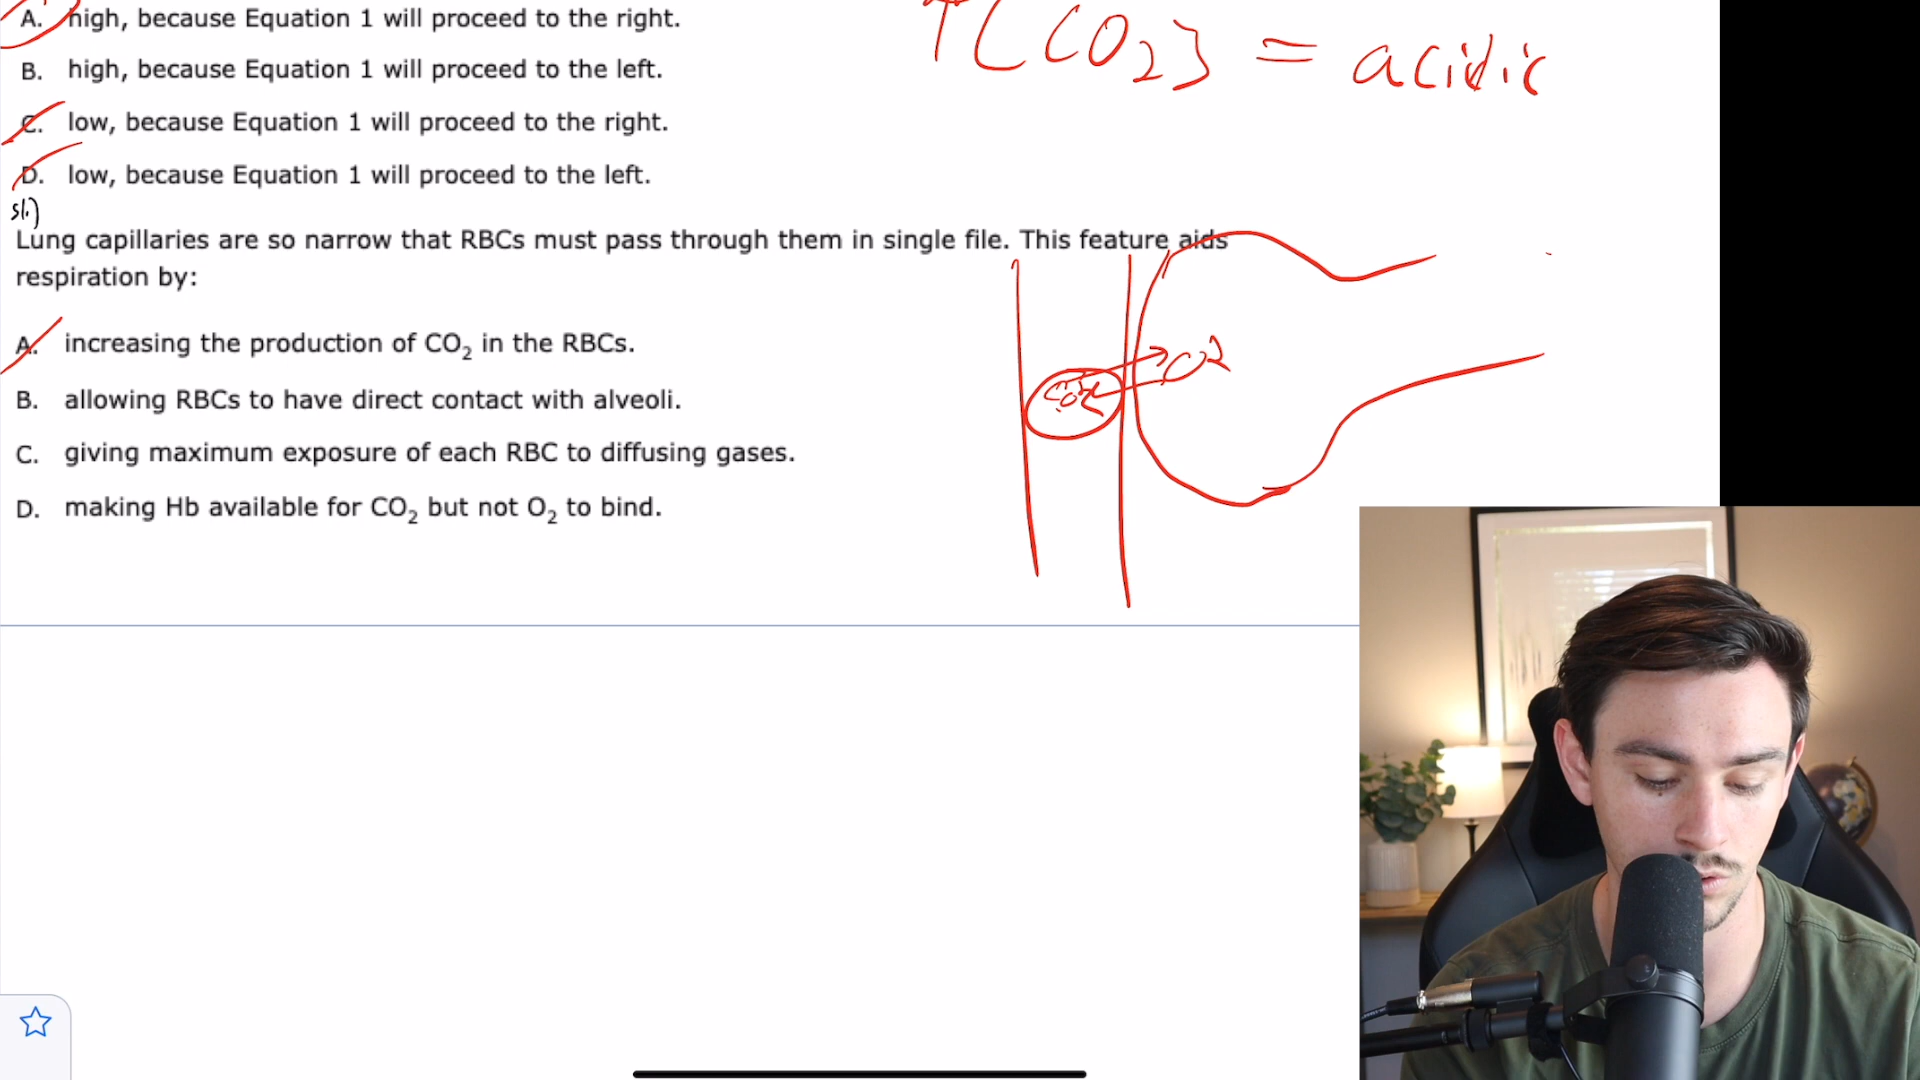 A. high, because Equation 1 will proceed to the right.
↑[CO₂] = acidic
B. high, because Equation 1 will proceed to the left.
C. low, because Equation 1 will proceed to the right.
D. low, because Equation 1 will proceed to the left.
51.)
Lung capillaries are so narrow that RBCs must pass through them in single file. This feature aids
respiration by:
A. increasing the production of CO₂ in the RBCs.
CO2
B. allowing RBCs to have direct contact with alveoli.
C. giving maximum exposure of each RBC to diffusing gases.
D. making Hb available for CO₂ but not O₂ to bind.